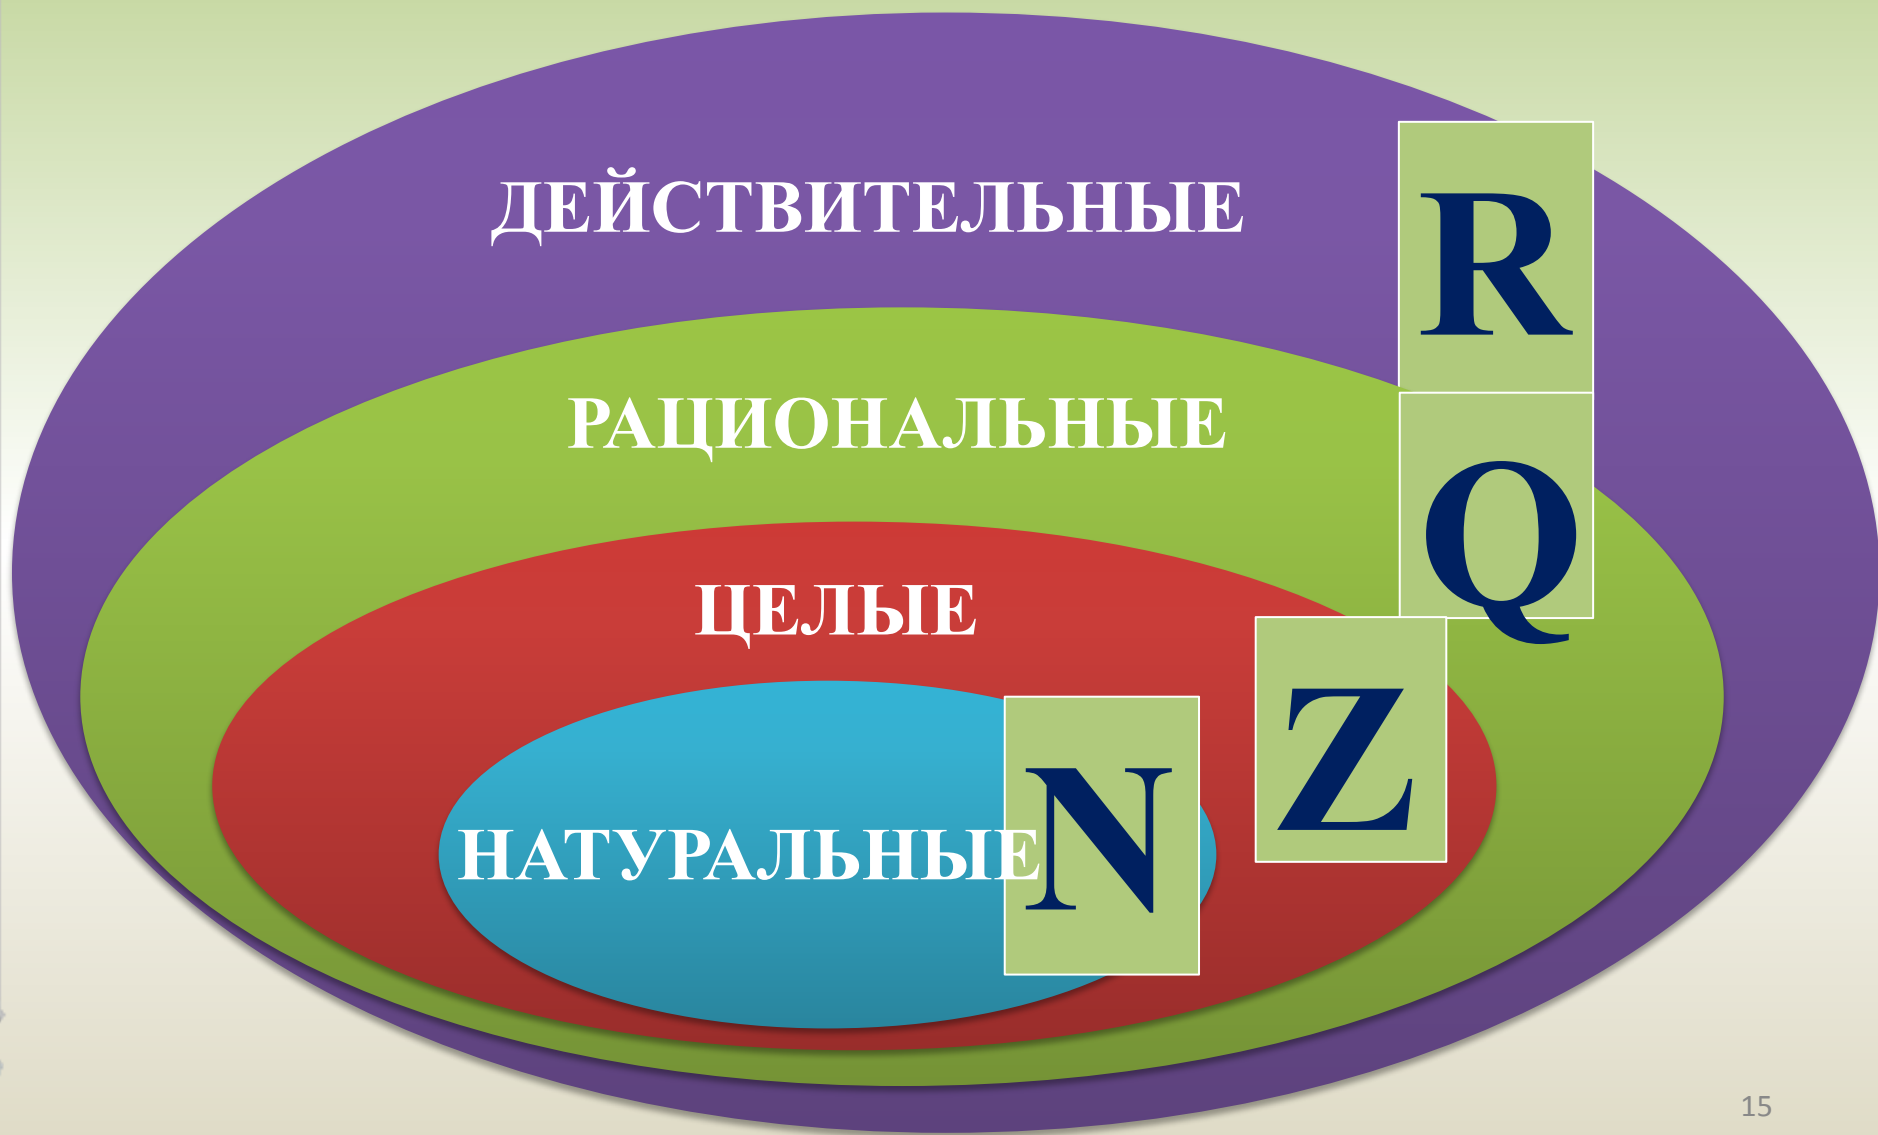 ДЕЙСТВИТЕЛЬНЫЕ
R
РАЦИОНАЛЬНЫЕ
Q
ЦЕЛЫЕ
Z
НАТУРАЛЬНЫЕ
N
15